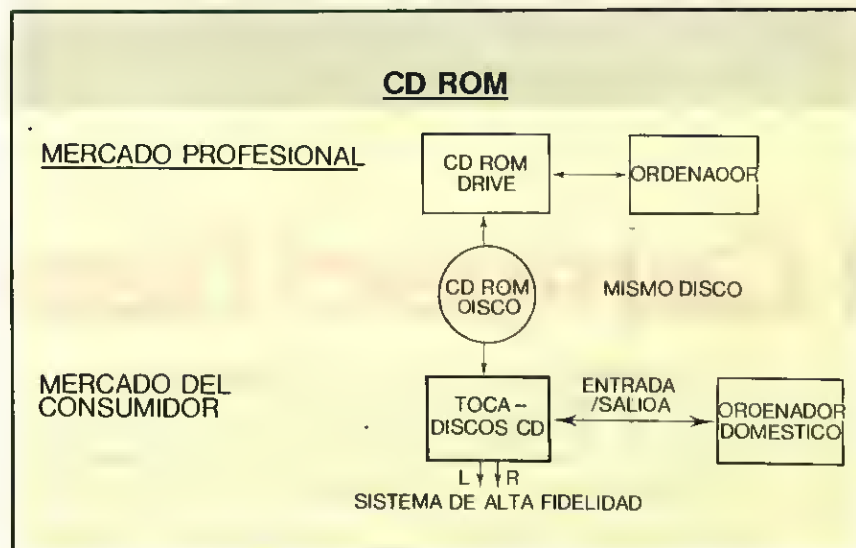 CD ROM
MERCADO PROFESIONAL
CD ROM
DRIVE
ORDENAOOR
CD ROM
OISCO
MISMO DISCO
MERCADO DEL
CONSUMIDOR
TOCA-
DISCOS CD
ENTRADA
/SALIOA
OROENADOR
DOMESTICO
L R
SISTEMA DE ALTA FIDELIDAD